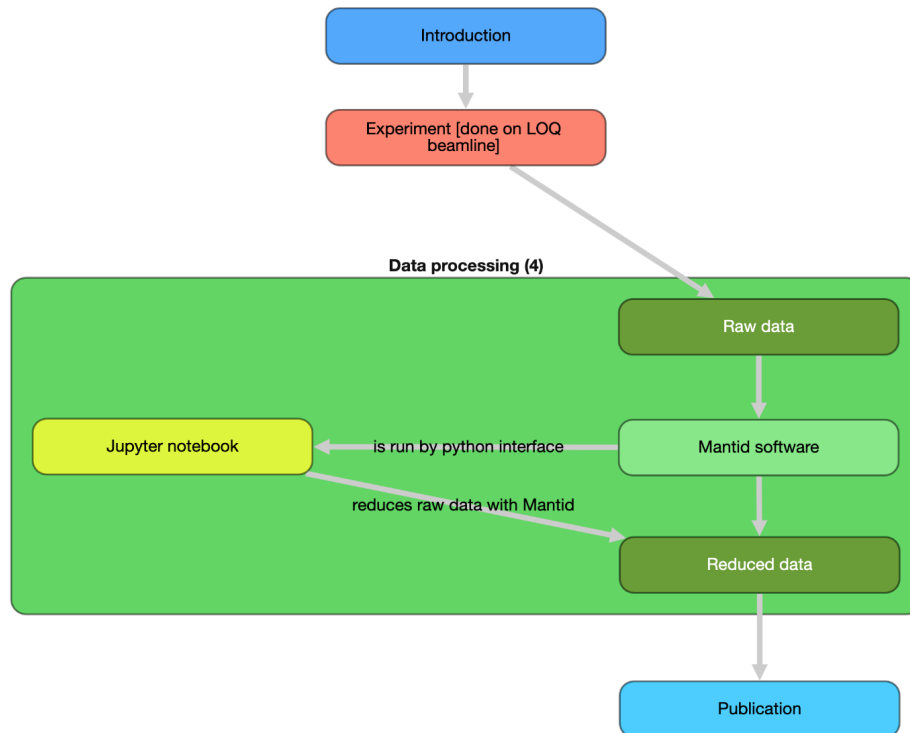 Introduction
Experiment [done on LOQ
beamline]
Data processing (4)
Raw data
Jupyter notebook
is run by python interface
Mantid software
reduces raw data with Mantid
Reduced data
Publication